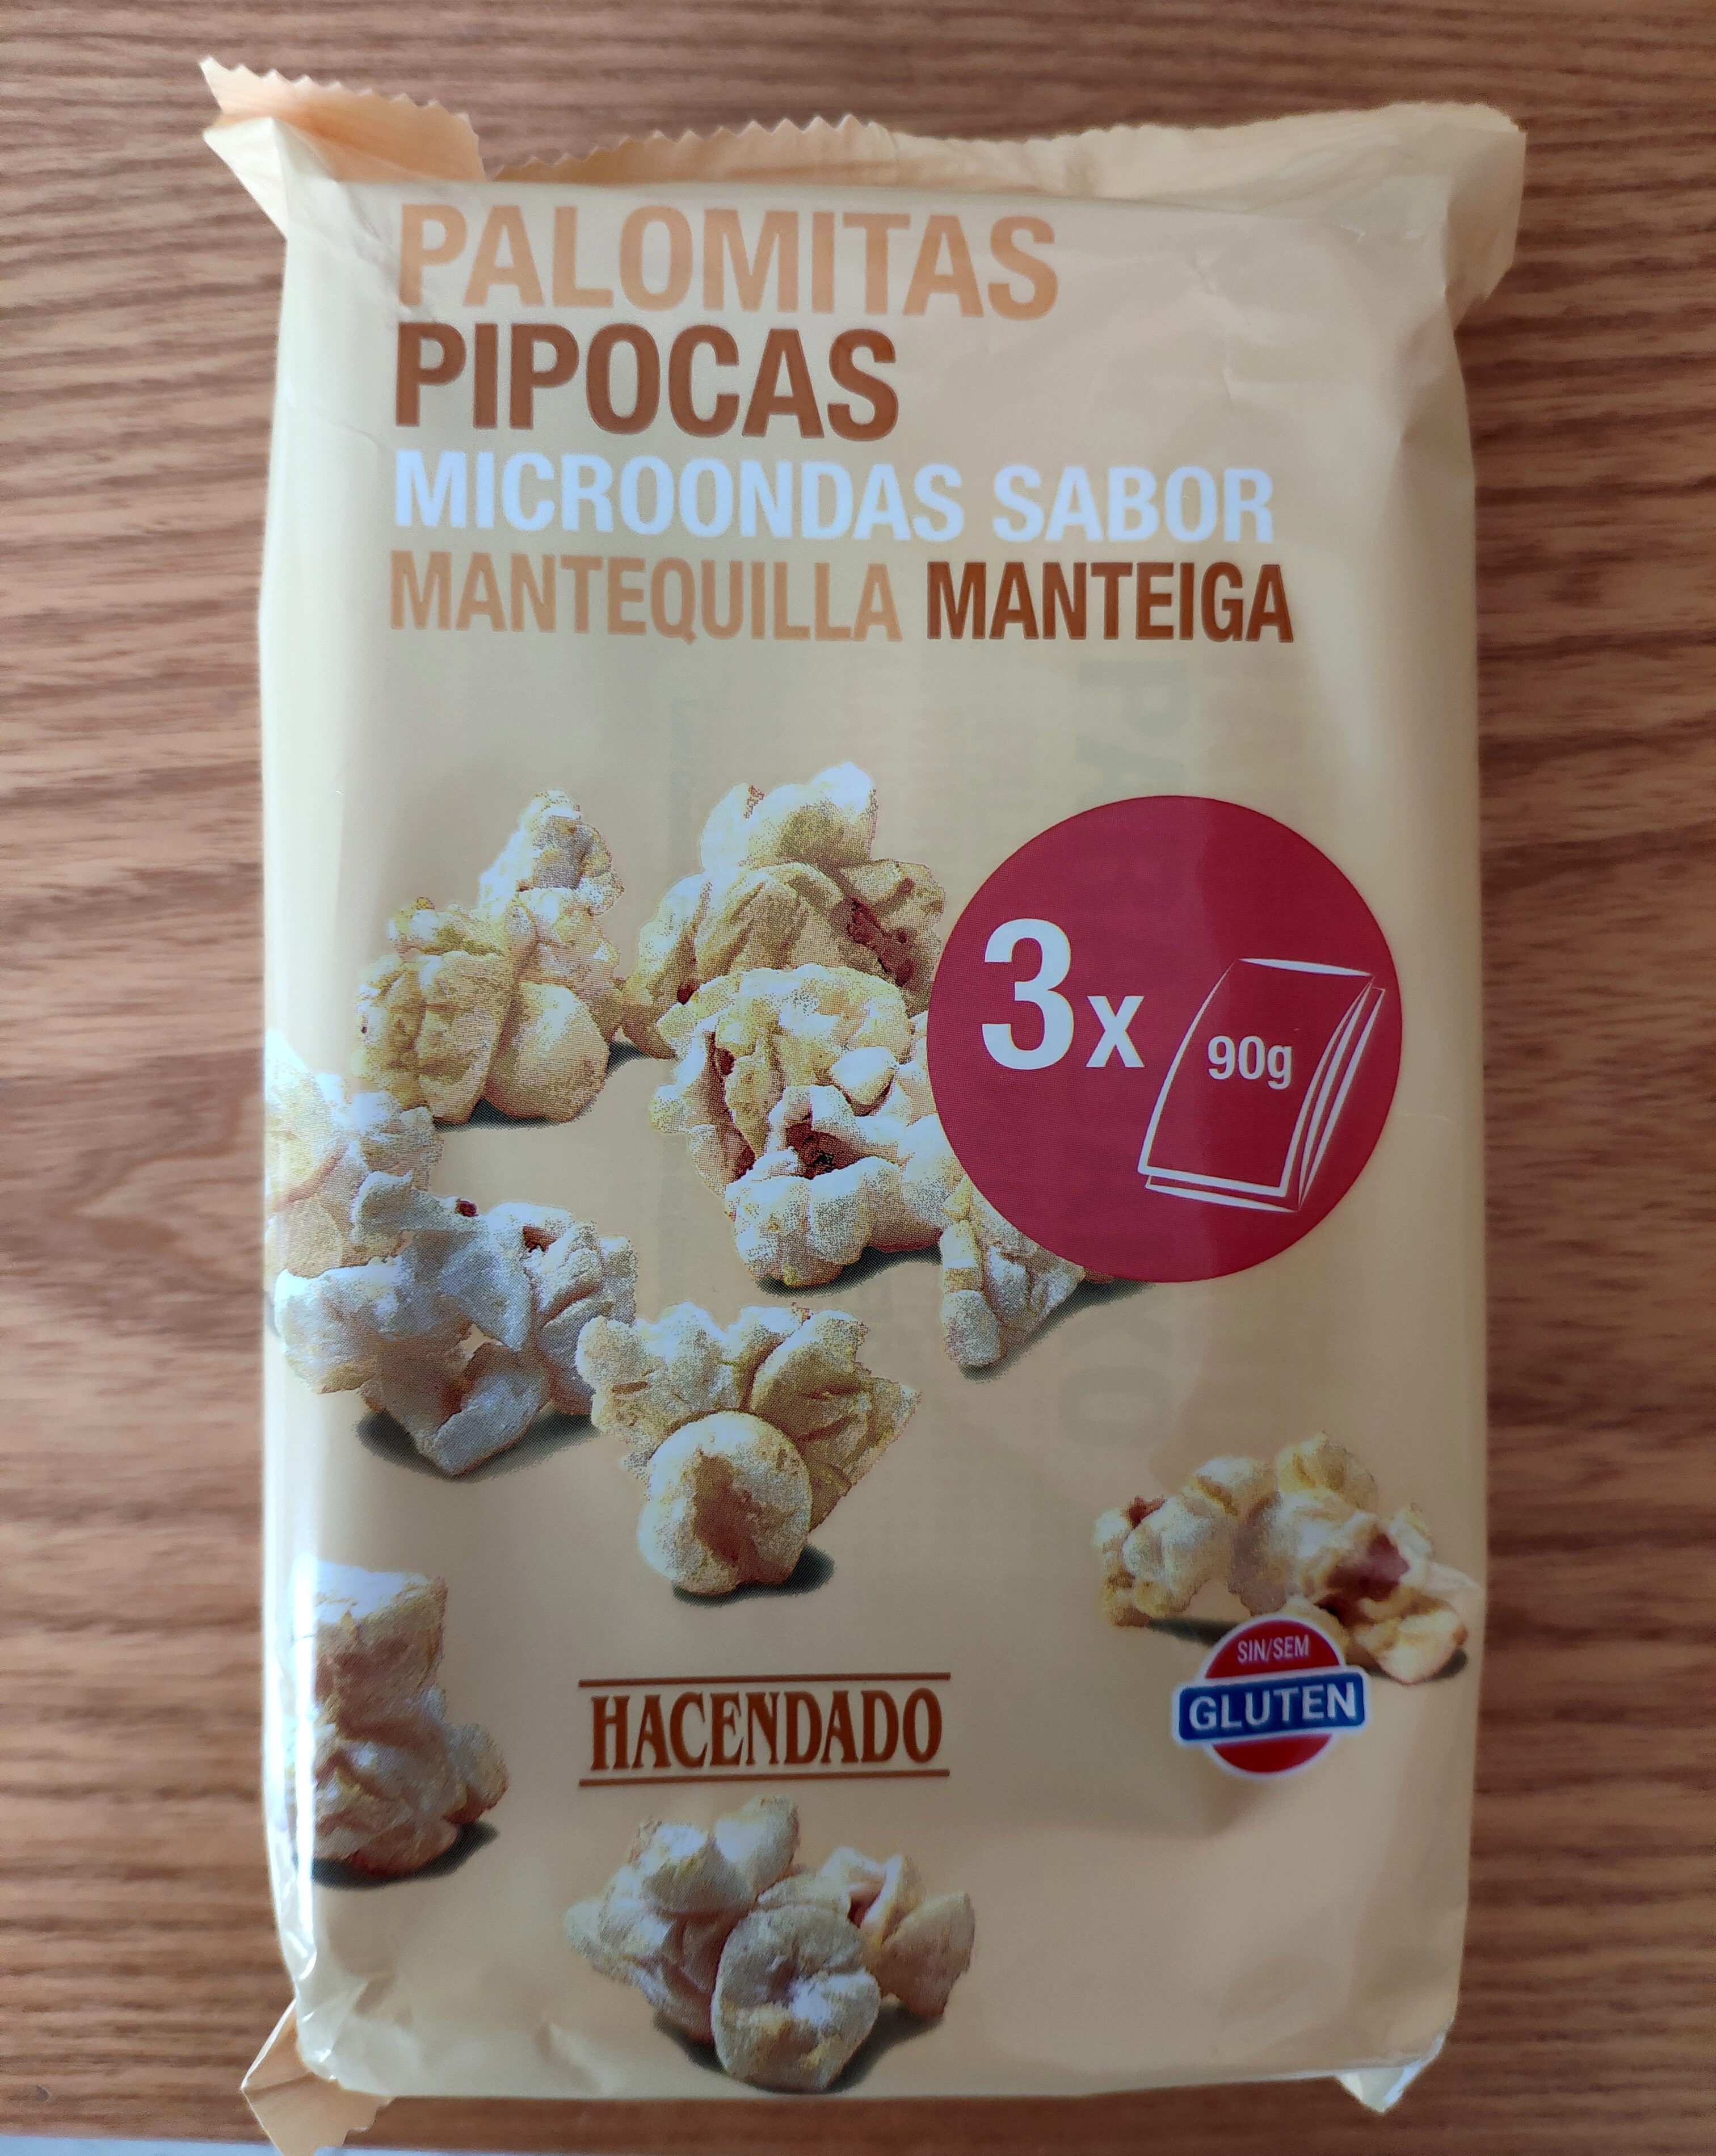 PALOMITAS
PIPOCAS
MICROONDAS SABOR
MANTEQUILLA MANTEIGA
3x
90g
SIN/SEM
GLUTEN
HACENDADO